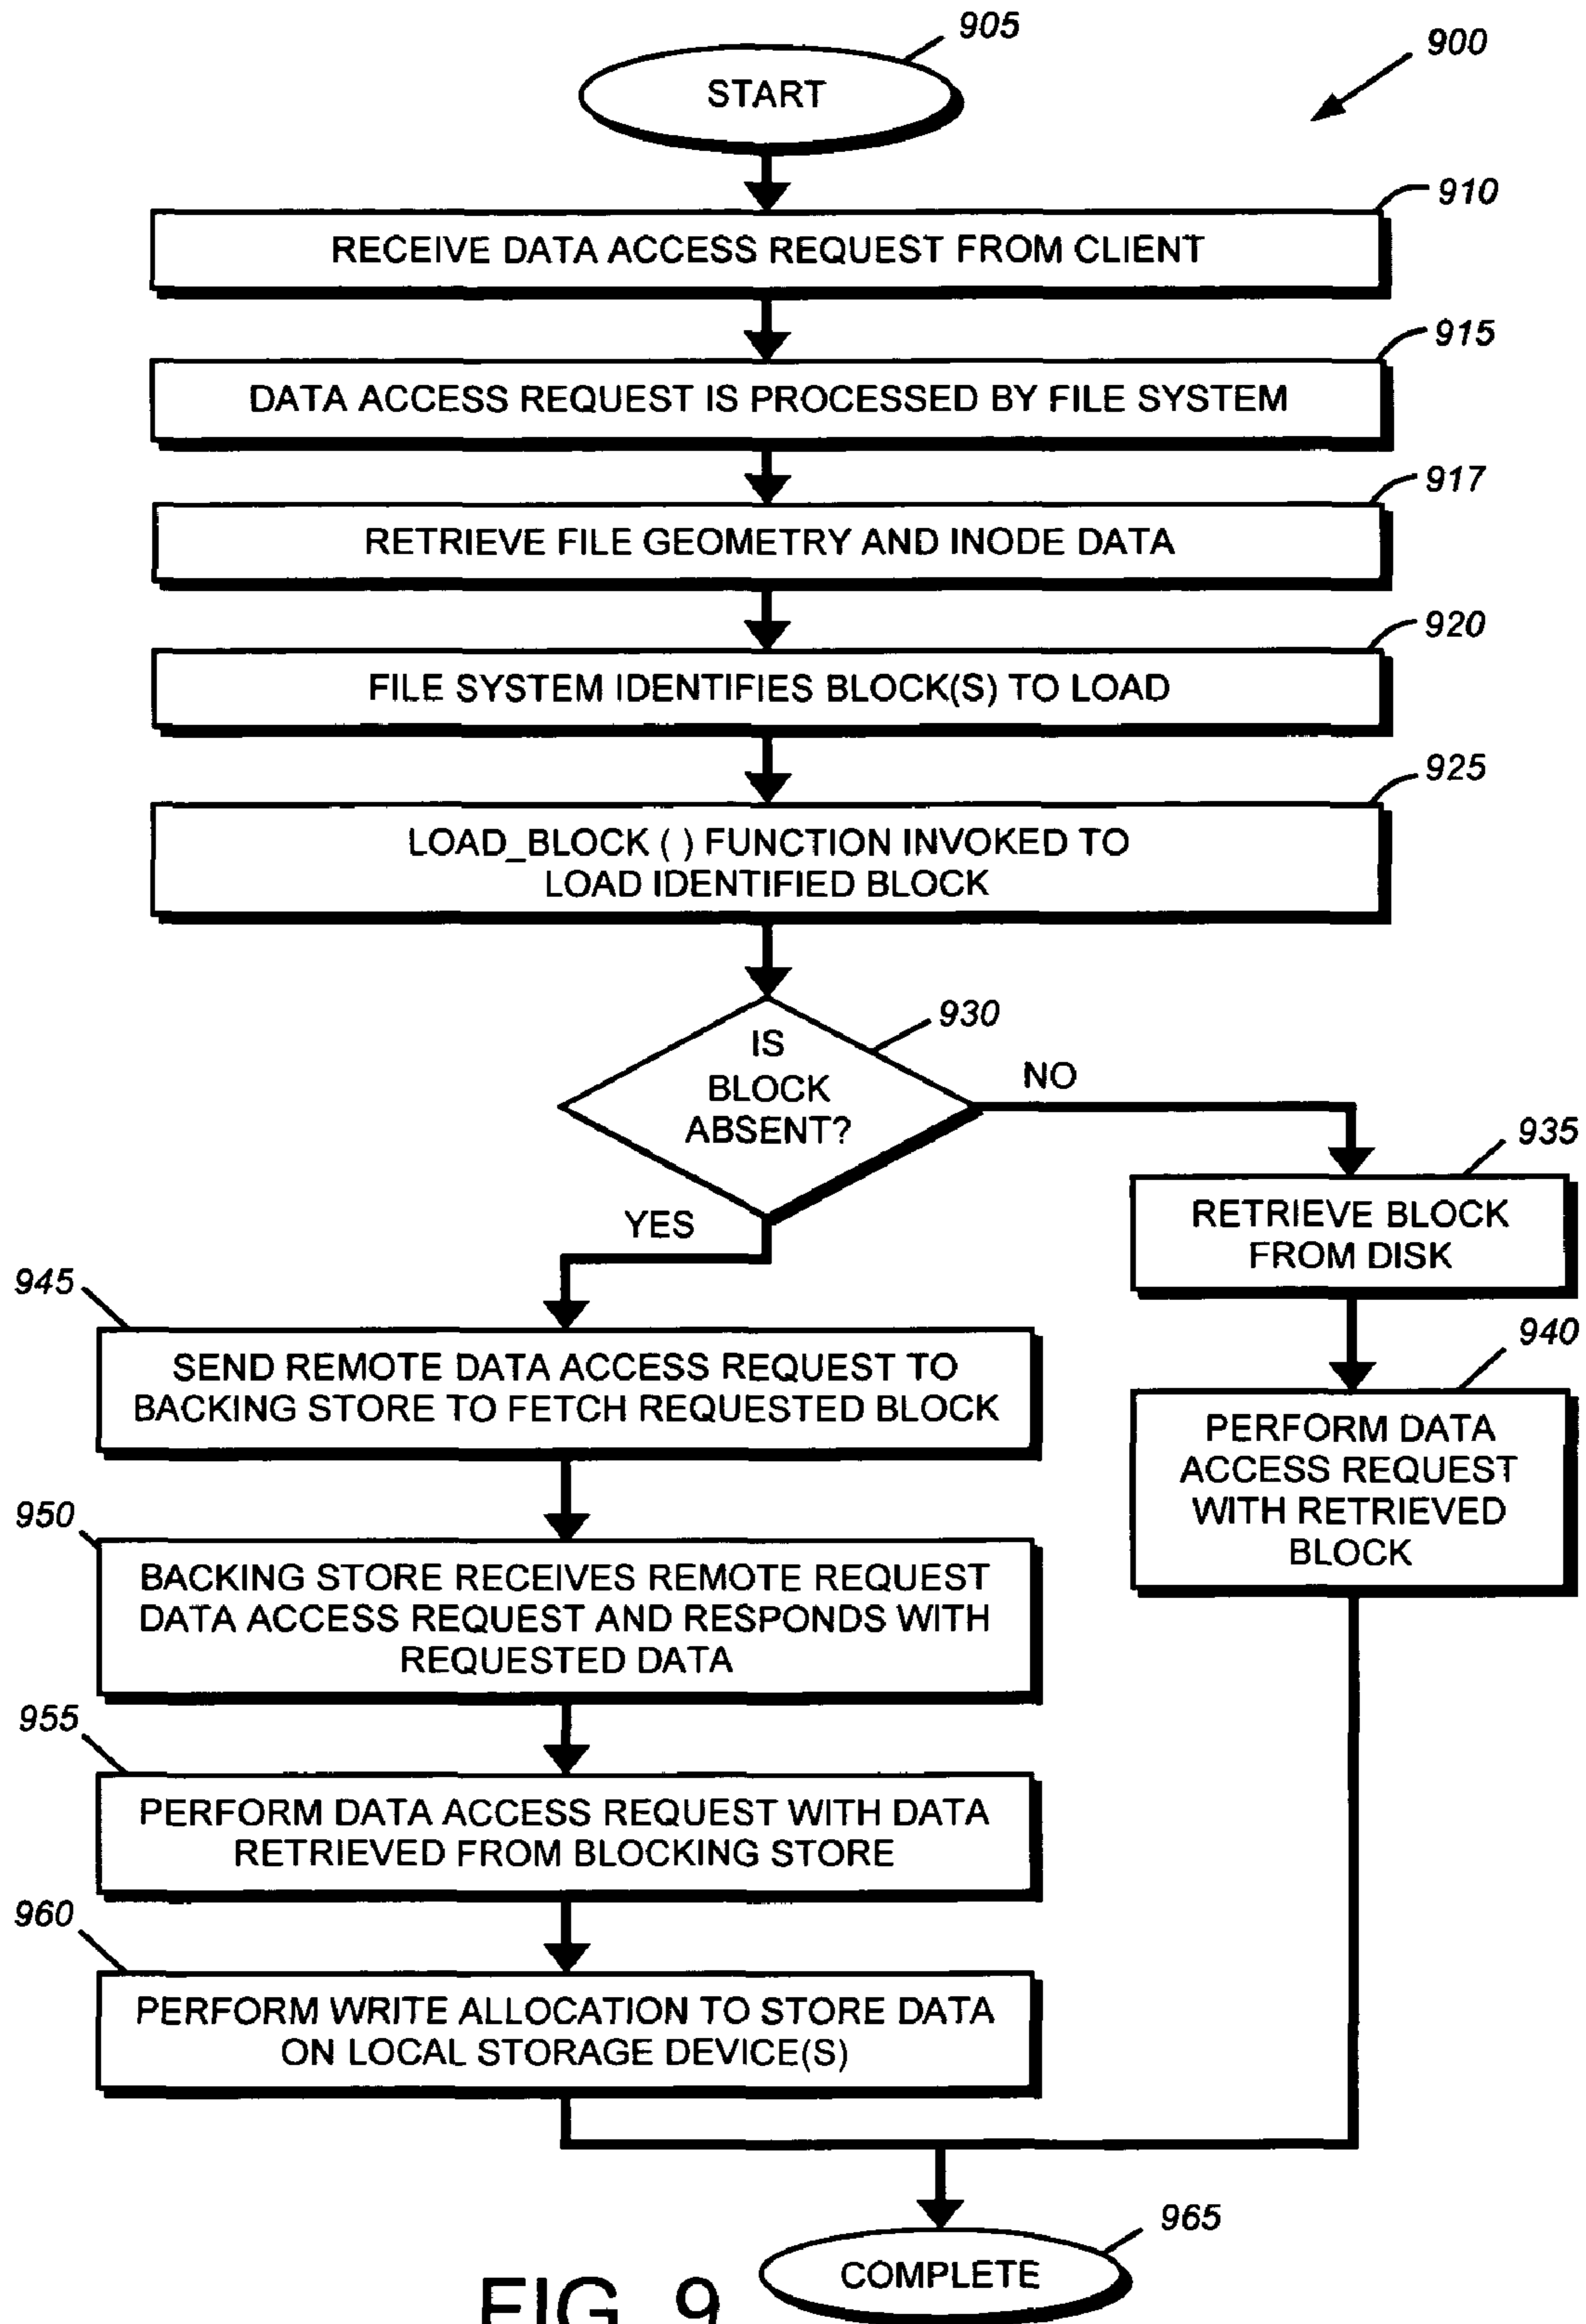 905
900
START
910
RECEIVE DATA ACCESS REQUEST FROM CLIENT
915
DATA ACCESS REQUEST IS PROCESSED BY FILE SYSTEM
917
RETRIEVE FILE GEOMETRY AND INODE DATA
920
FILE SYSTEM IDENTIFIES BLOCK(S) TO LOAD
925
LOAD_BLOCK ( ) FUNCTION INVOKED TO
LOAD IDENTIFIED BLOCK
930
IS
BLOCK
ABSENT?
NO
YES
935
RETRIEVE BLOCK
FROM DISK
940
PERFORM DATA
ACCESS REQUEST
WITH RETRIEVED
BLOCK
945
SEND REMOTE DATA ACCESS REQUEST TO
BACKING STORE TO FETCH REQUESTED BLOCK
950
BACKING STORE RECEIVES REMOTE REQUEST
DATA ACCESS REQUEST AND RESPONDS WITH
REQUESTED DATA
955
PERFORM DATA ACCESS REQUEST WITH DATA
RETRIEVED FROM BLOCKING STORE
960
PERFORM WRITE ALLOCATION TO STORE DATA
ON LOCAL STORAGE DEVICE(S)
965
COMPLETE
FIG. 9